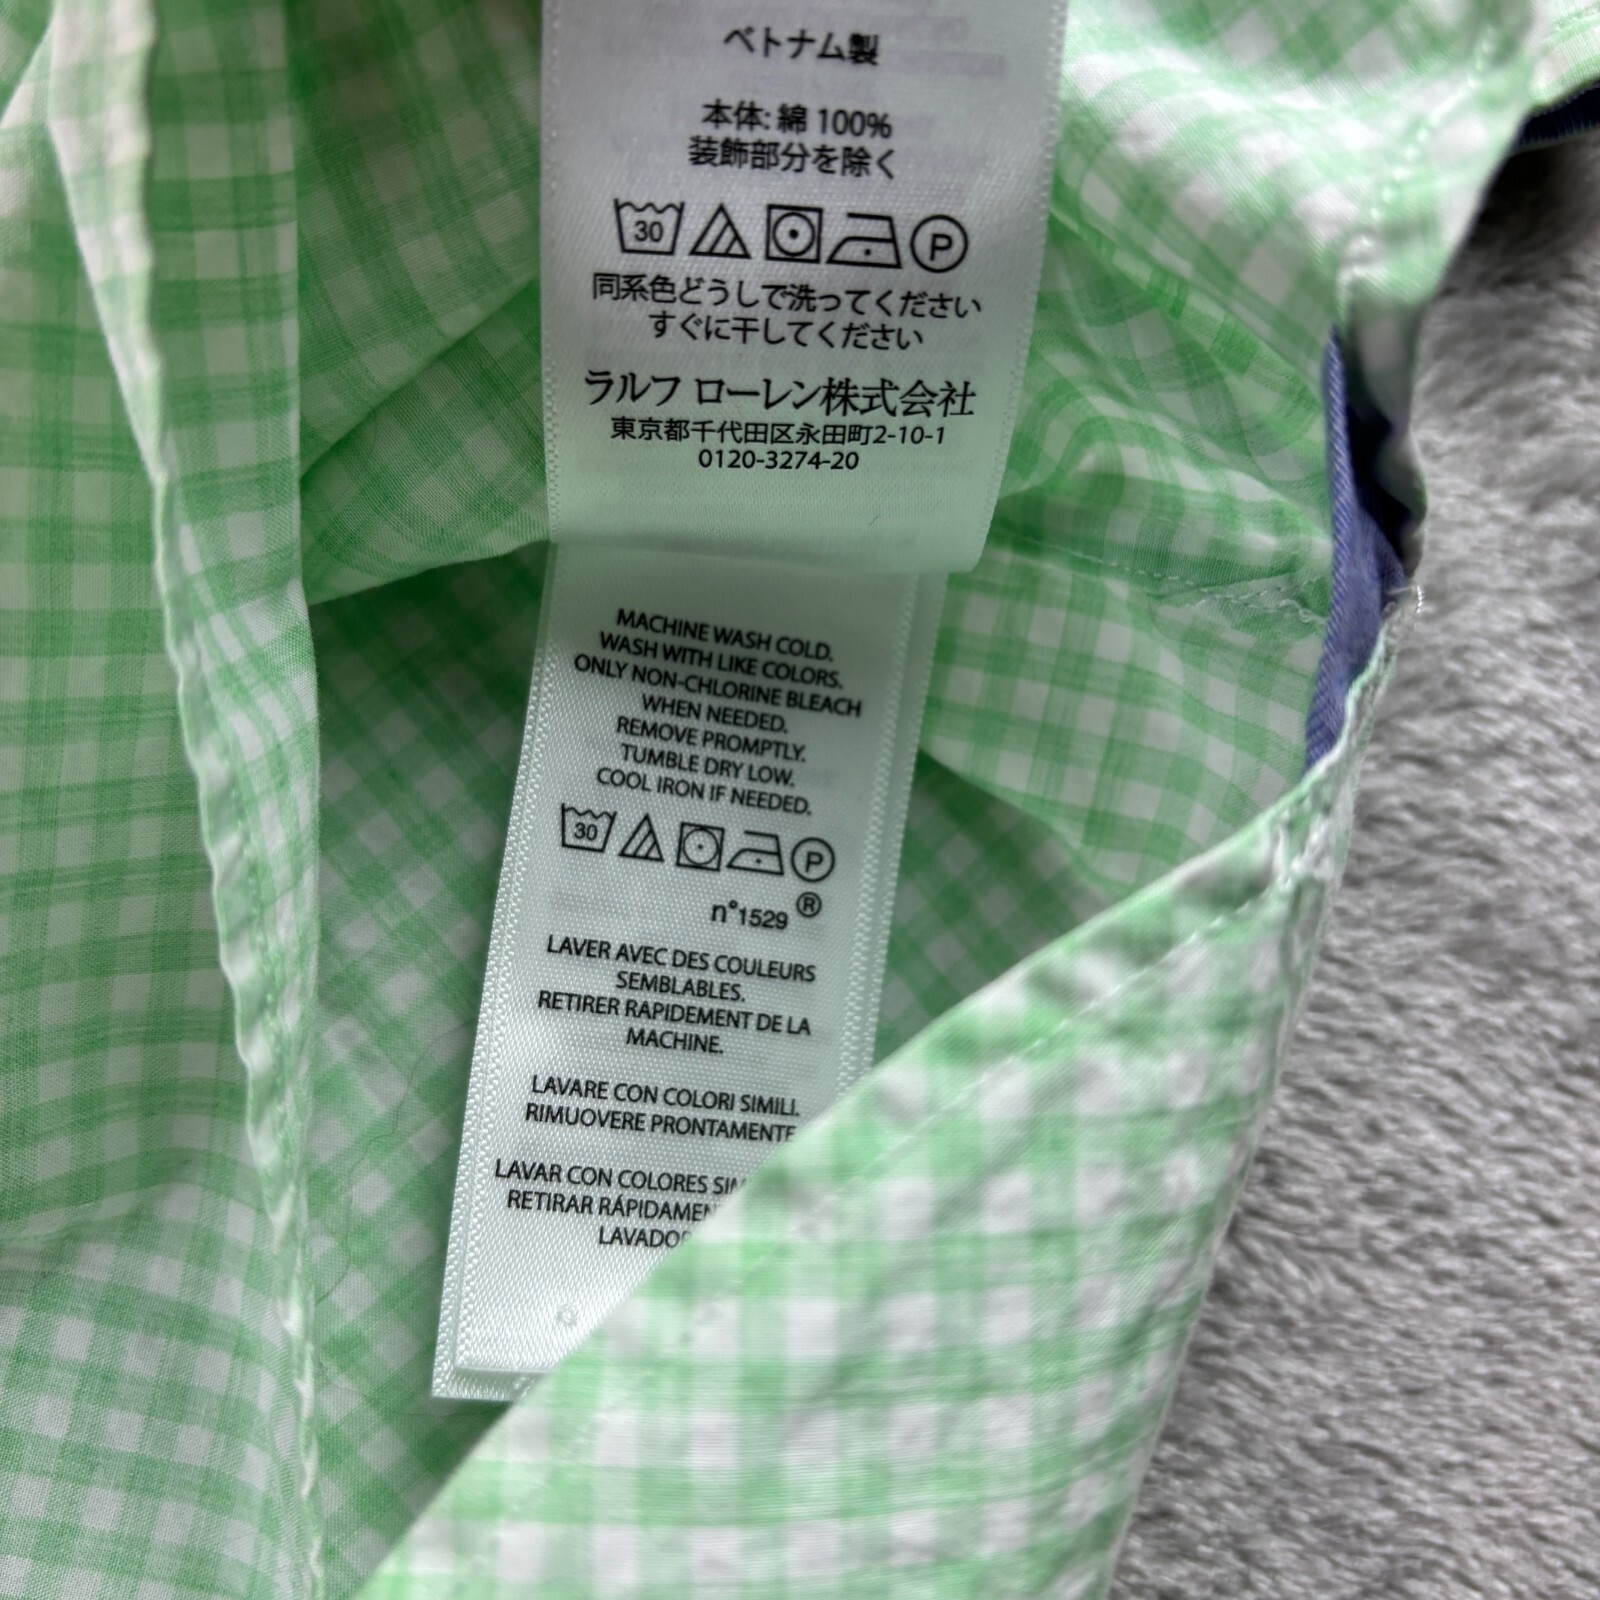 ベトナム製
本体: 綿 100%
装飾部分を除く
30 P
同系色どうしで洗ってください
すぐに干してください
ラルフ ローレン株式会社
東京都千代田区永田町2-10-1
0120-3274-20
MACHINE WASH COLD.
WASH WITH LIKE COLORS.
ONLY NON-CHLORINE BLEACH
WHEN NEEDED.
REMOVE PROMPTLY.
TUMBLE DRY LOW.
COOL IRON IF NEEDED.
30 P
n°1529 ®
LAVER AVEC DES COULEURS
SEMBLABLES.
RETIRER RAPIDEMENT DE LA
MACHINE.
LAVARE CON COLORI SIMILI.
RIMUOVERE PRONTAMENTE
LAVAR CON COLORES
RETIRAR